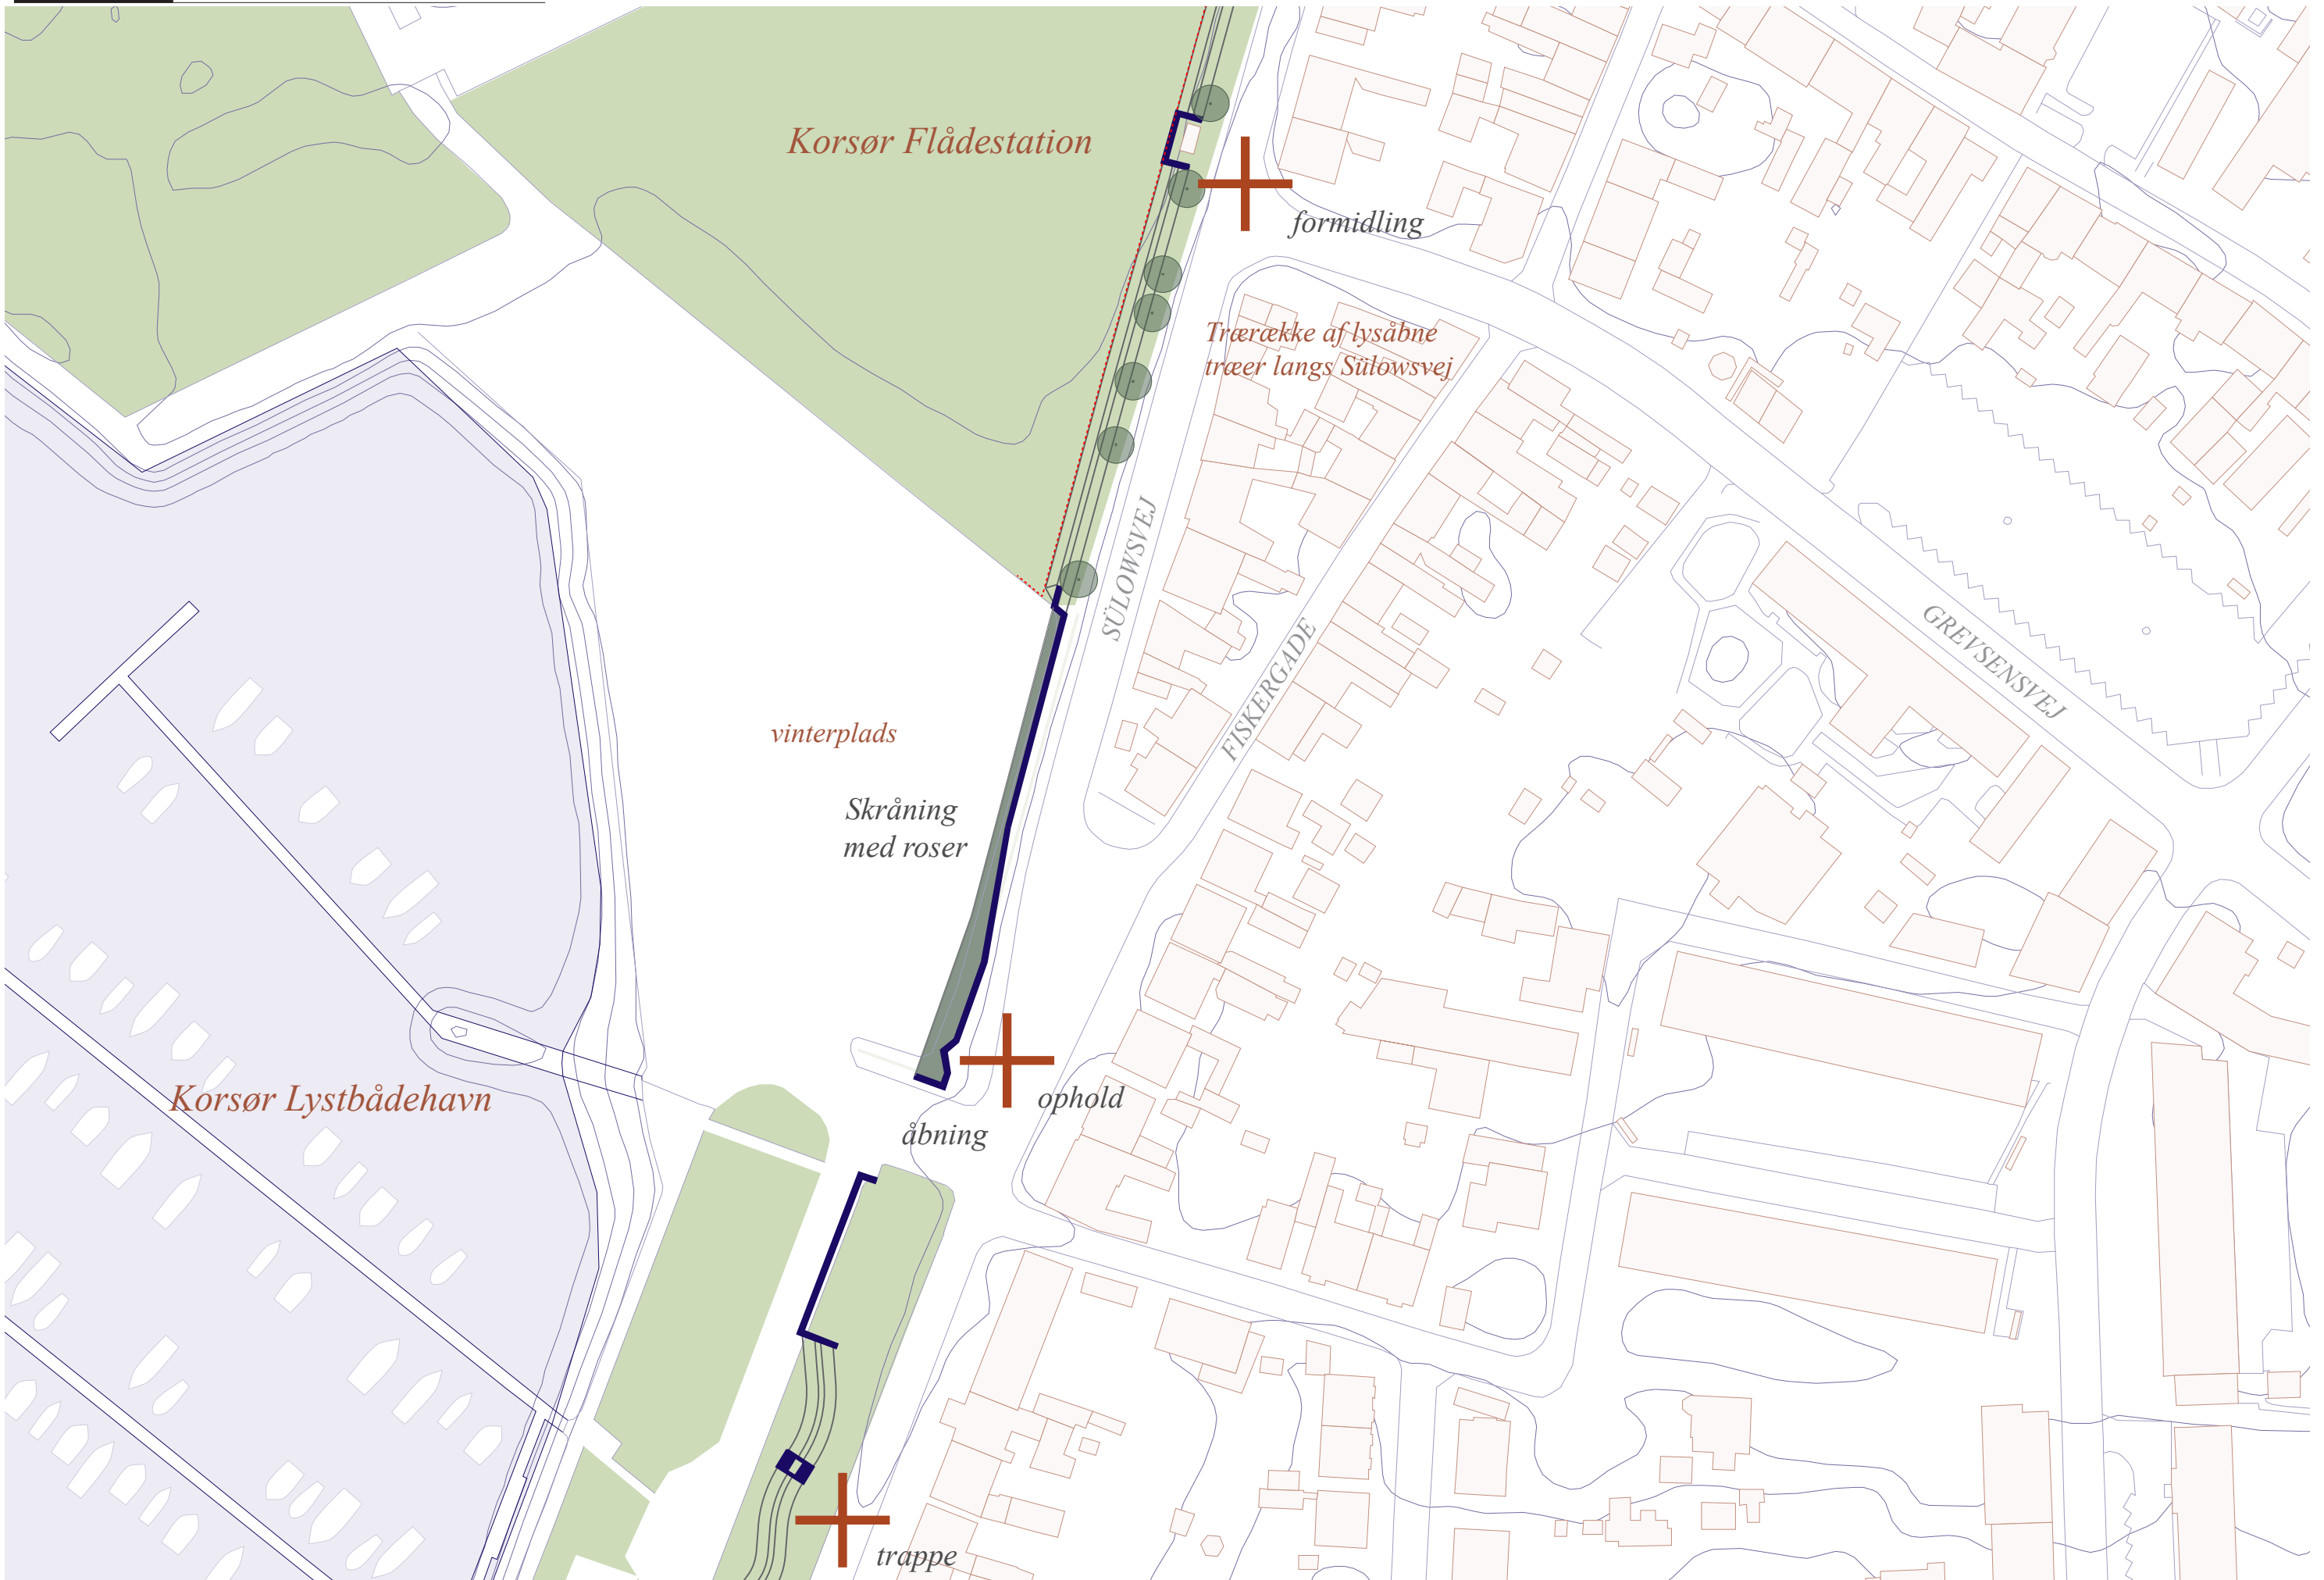 Korsør Flådestation
formidling
Trærække af lysåbne
træer langs Sülowsvej
SÜLOWSVEJ
FISKERGADE
GREVSENSVEJ
vinterplads
Skråning
med roser
Korsør Lystbådehavn
ophold
åbning
trappe